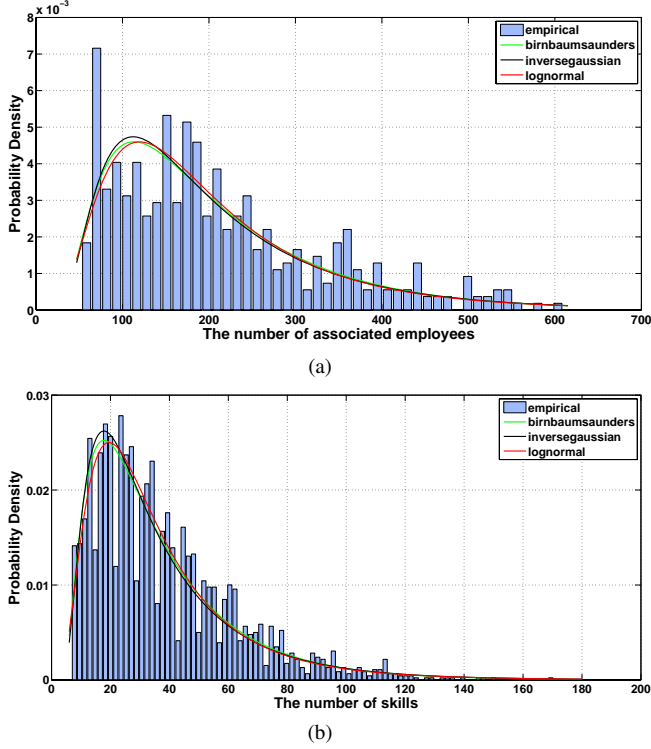 8 x 10⁻³
7
6
5
4
3
2
1
0
Probability Density
empirical
birnbaumsaunders
inversegaussian
lognormal
0 100 200 300 400 500 600 700
The number of associated employees
(a)
0.03
0.02
0.01
0
Probability Density
empirical
birnbaumsaunders
inversegaussian
lognormal
0 20 40 60 80 100 120 140 160 180 200
The number of skills
(b)